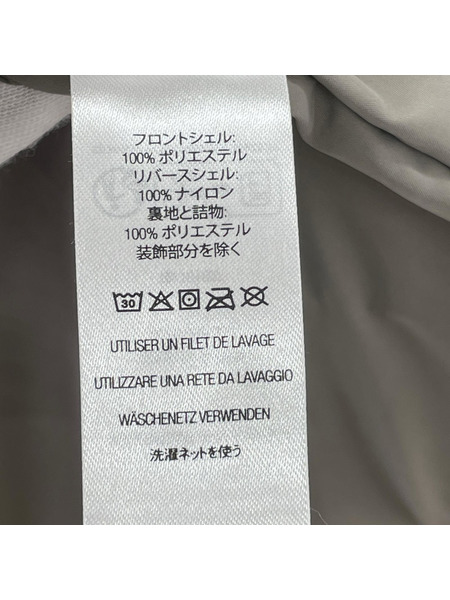 フロントシェル:
100% ポリエステル
リバースシェル:
100% ナイロン
裏地と詰物:
100% ポリエステル
装飾部分を除く
30
UTILISER UN FILET DE LAVAGE
UTILIZZARE UNA RETE DA LAVAGGIO
WÄSCHENETZ VERWENDEN
洗濯ネットを使う